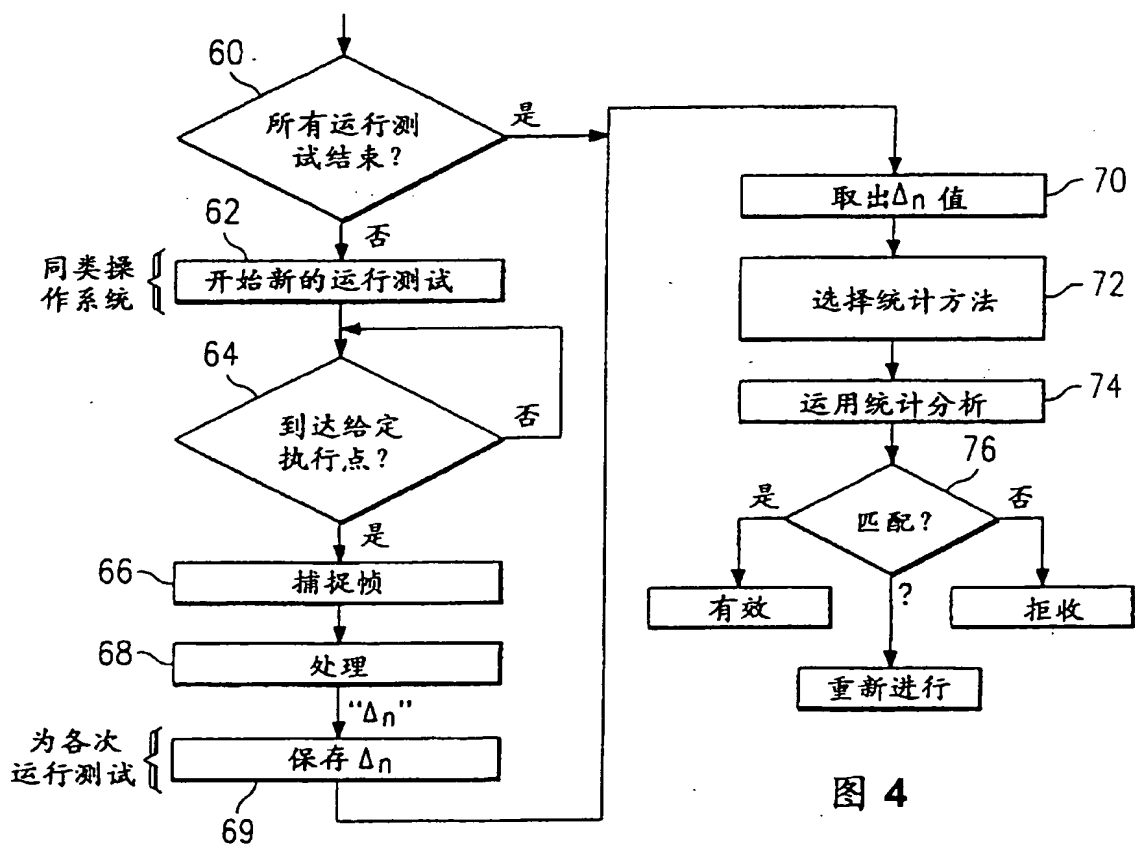 60
所有运行测
试结束？
是
否
62
同类操
作系统
开始新的运行测试
64
到达给定
执行点？
否
是
66
捕捉帧
68
处理
“Δn”
为各次
运行测试
保存 Δn
69
取出Δn 值
70
选择统计方法
72
运用统计分析
74
76
匹配？
是
否
?
有效
拒收
重新进行
图 4